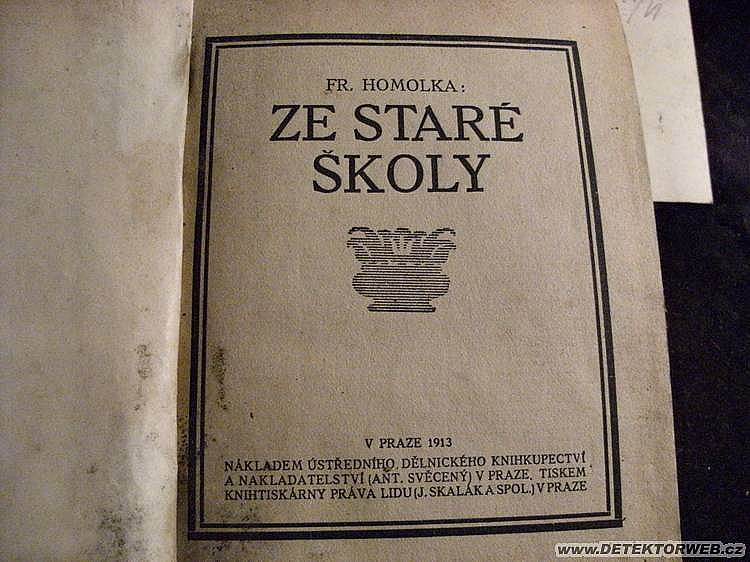 FR. HOMOLKA:
ZE STARÉ
ŠKOLY
V PRAZE 1913
NÁKLADEM ÚSTŘEDNÍHO DĚLNICKÉHO KNIHKUPECTVÍ
A NAKLADATELSTVÍ (ANT. SVĚCENÝ) V PRAZE. TISKEM
KNIHTISKÁRNY PRÁVA LIDU (J. SKALÁK A SPOL.) V PRAZE
www.DETEKTORWEB.cz